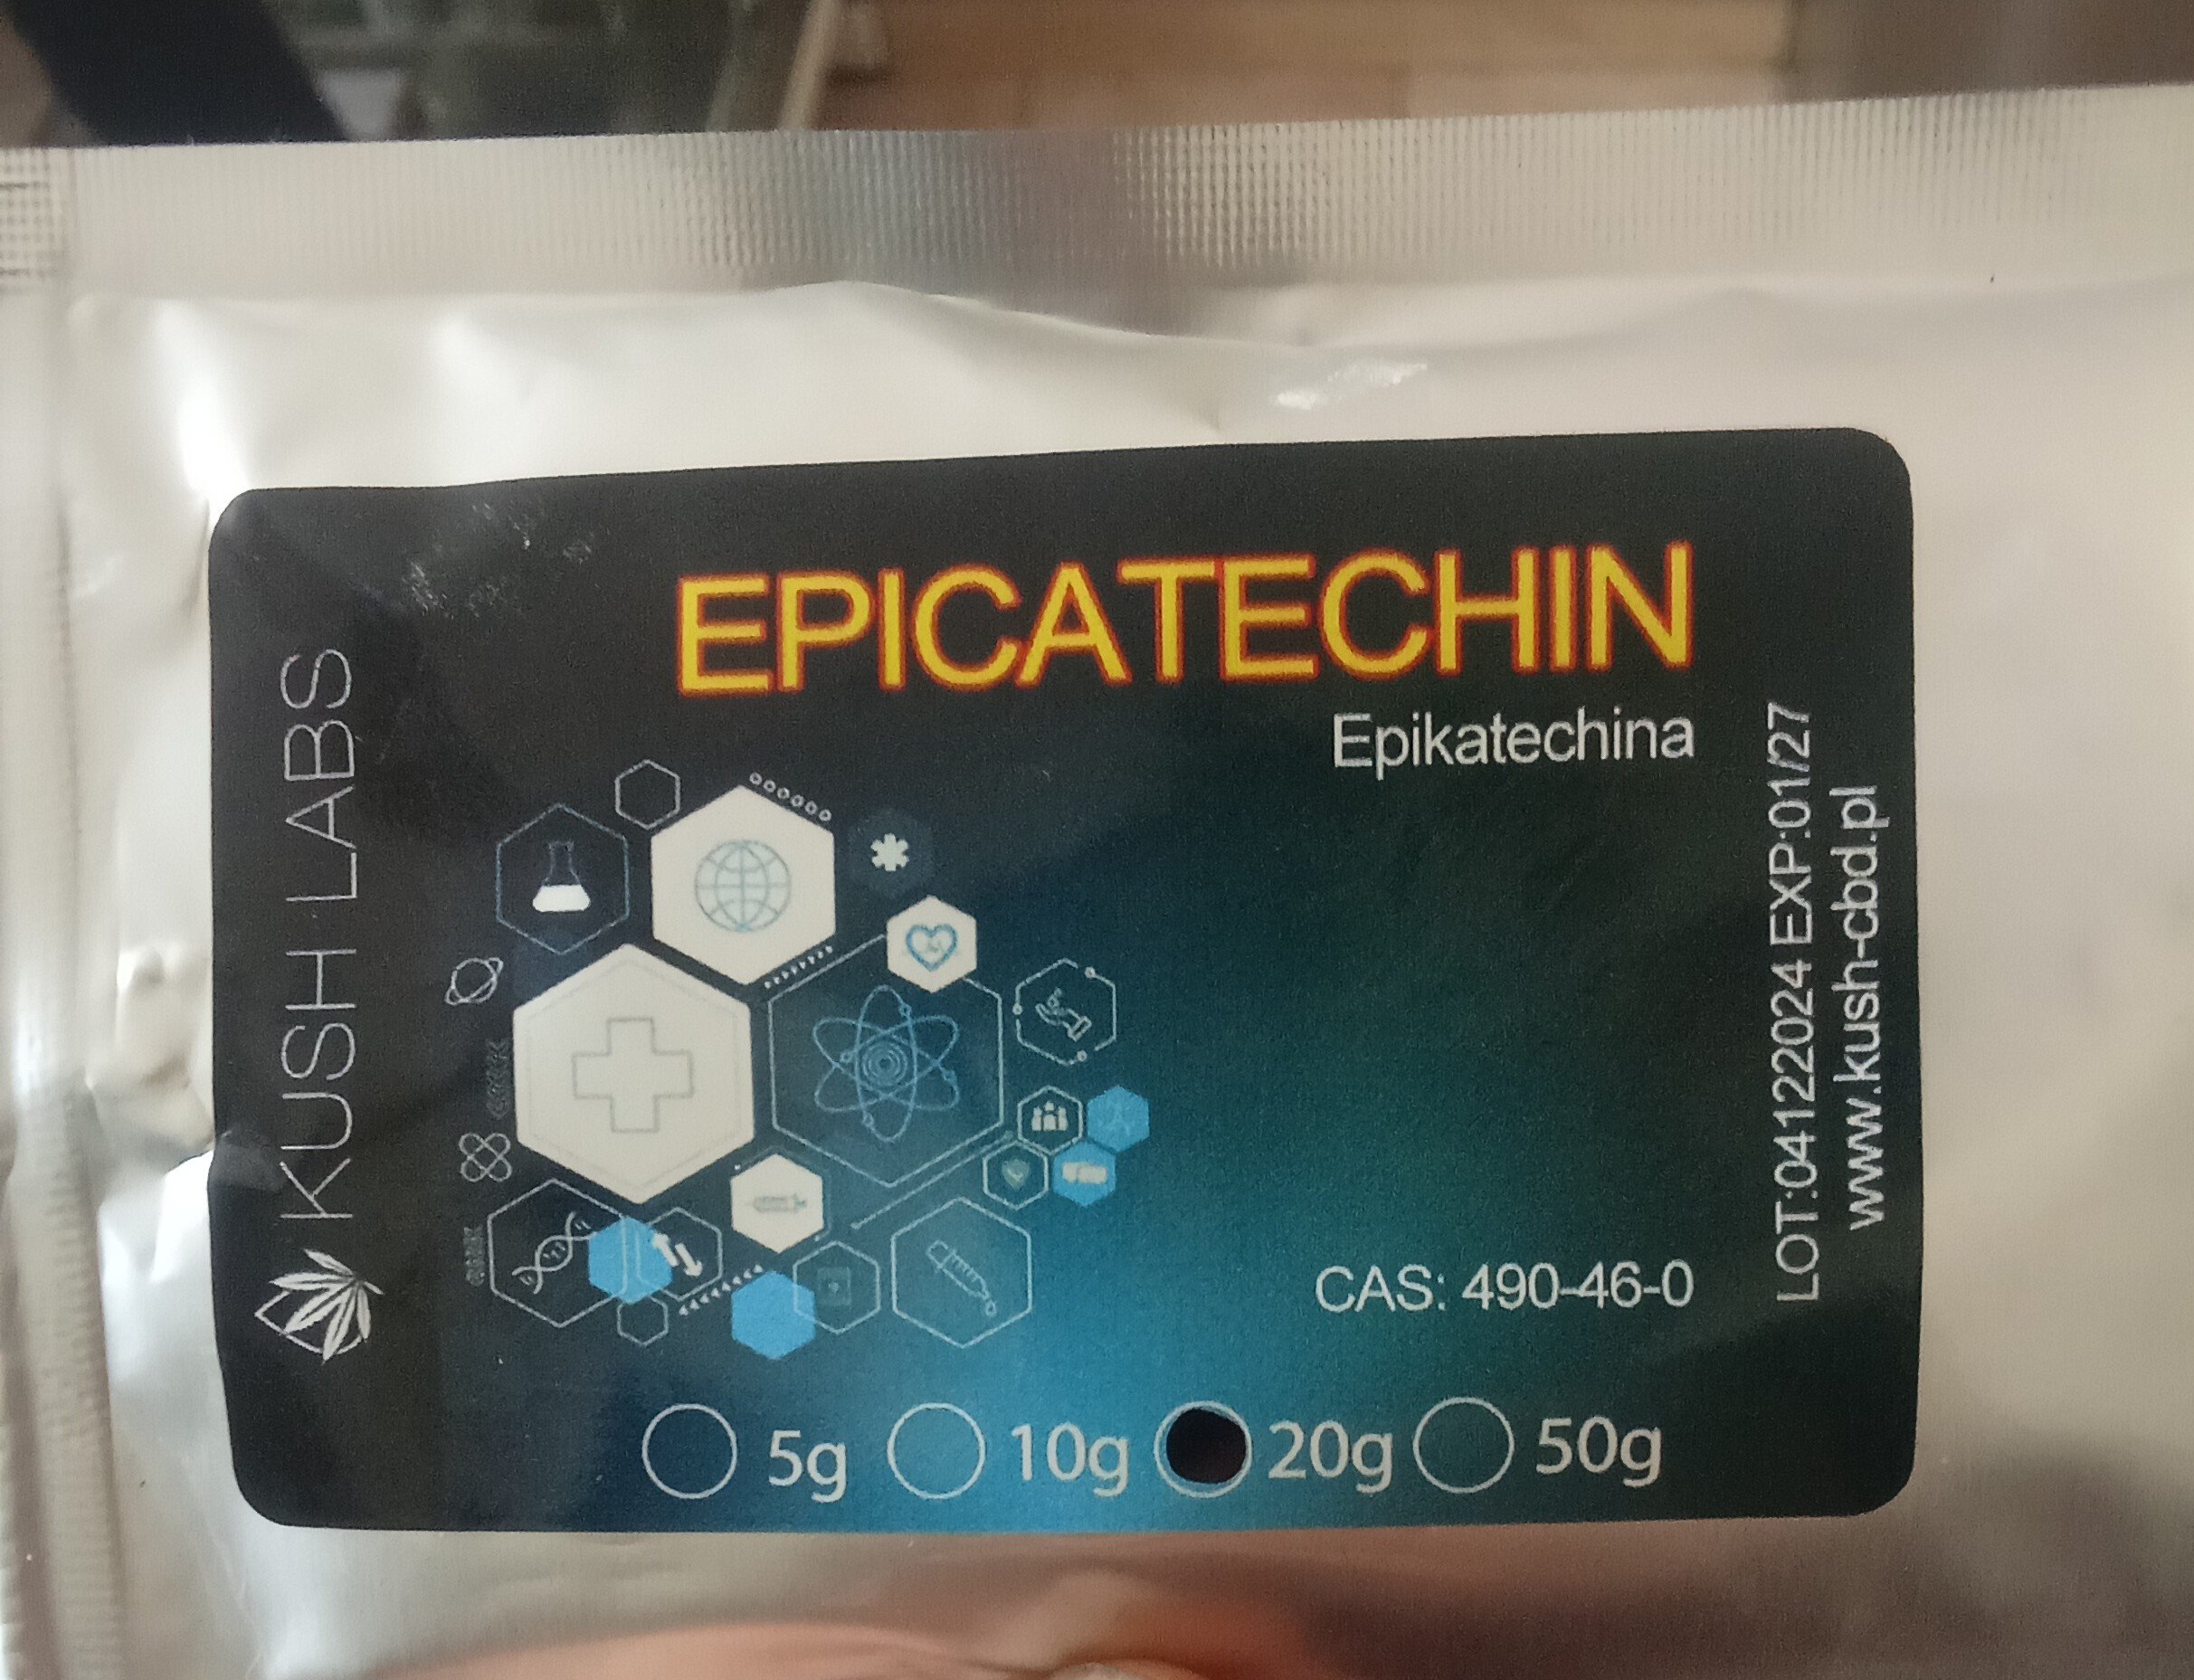 KUSH LABS
EPICATECHIN
Epikatechina
CAS: 490-46-0
5g 10g 20g 50g
LOT:04122024 EXP:01/27
www.kush-cbd.pl